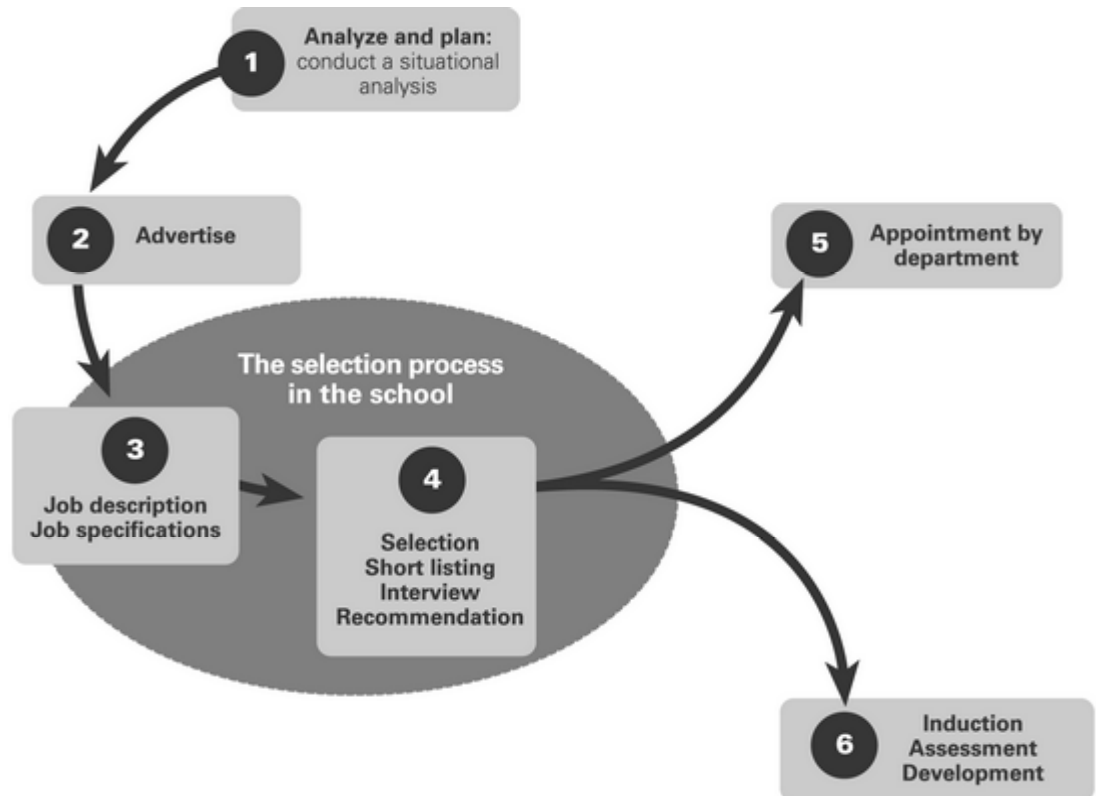 1
Analyze and plan:
conduct a situational
analysis
2
Advertise
The selection process
in the school
3
Job description
Job specifications
4
Selection
Short listing
Interview
Recommendation
5
Appointment by
department
6
Induction
Assessment
Development